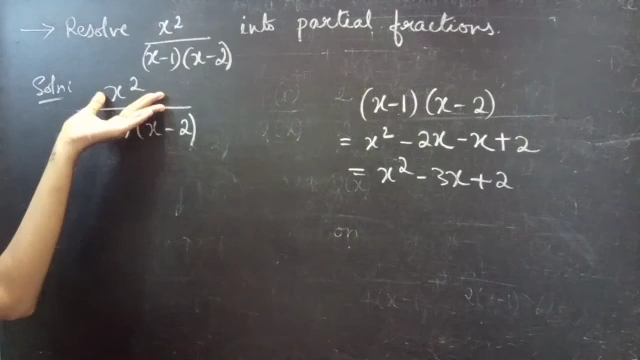 → Resolve x²/(x-1)(x-2) into partial fractions.
Soln:
x²/(x-2)
(x-1)(x-2)
= x² - 2x - x + 2
= x² - 3x + 2